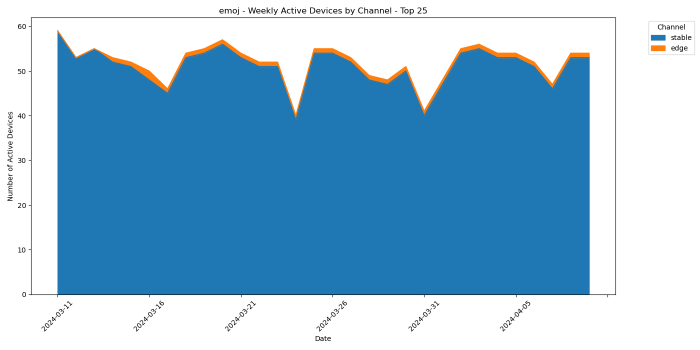 emoj - Weekly Active Devices by Channel - Top 25
Channel
stable
edge
Number of Active Devices
60
50
40
30
20
10
0
2024-03-11
2024-03-16
2024-03-21
2024-03-26
2024-03-31
2024-04-05
Date